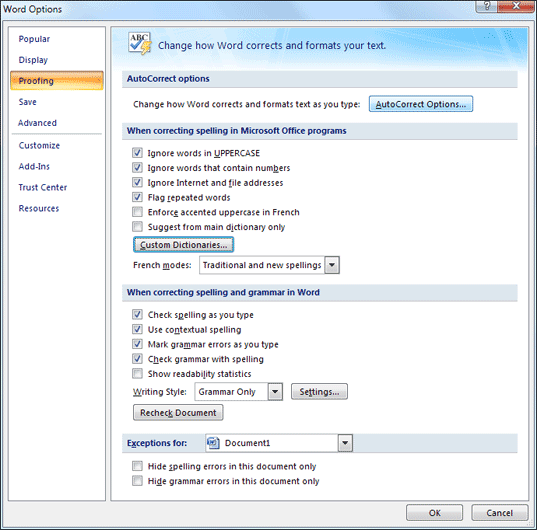 Word Options
Popular
Display
Proofing
Save
Advanced
Customize
Add-Ins
Trust Center
Resources
ABC
Change how Word corrects and formats your text.
AutoCorrect options
Change how Word corrects and formats text as you type: AutoCorrect Options...
When correcting spelling in Microsoft Office programs
Ignore words in UPPERCASE
Ignore words that contain numbers
Ignore Internet and file addresses
Flag repeated words
Enforce accented uppercase in French
Suggest from main dictionary only
Custom Dictionaries...
French modes: Traditional and new spellings
When correcting spelling and grammar in Word
Check spelling as you type
Use contextual spelling
Mark grammar errors as you type
Check grammar with spelling
Show readability statistics
Writing Style: Grammar Only Settings...
Recheck Document
Exceptions for: Document1
Hide spelling errors in this document only
Hide grammar errors in this document only
OK Cancel